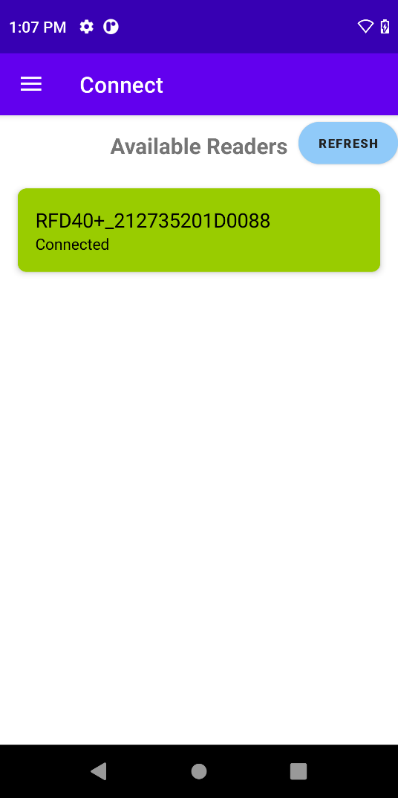 1:07 PM
Connect
Available Readers
REFRESH
RFD40+_212735201D0088
Connected